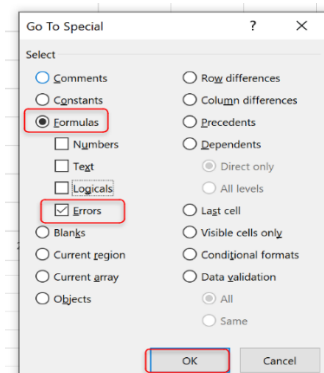 Go To Special ? ×
Select
Comments
Constants
Formulas
Numbers
Text
Logicals
Errors
Blanks
Current region
Current array
Objects
Row differences
Column differences
Precedents
Dependents
Direct only
All levels
Last cell
Visible cells only
Conditional formats
Data validation
All
Same
OK
Cancel